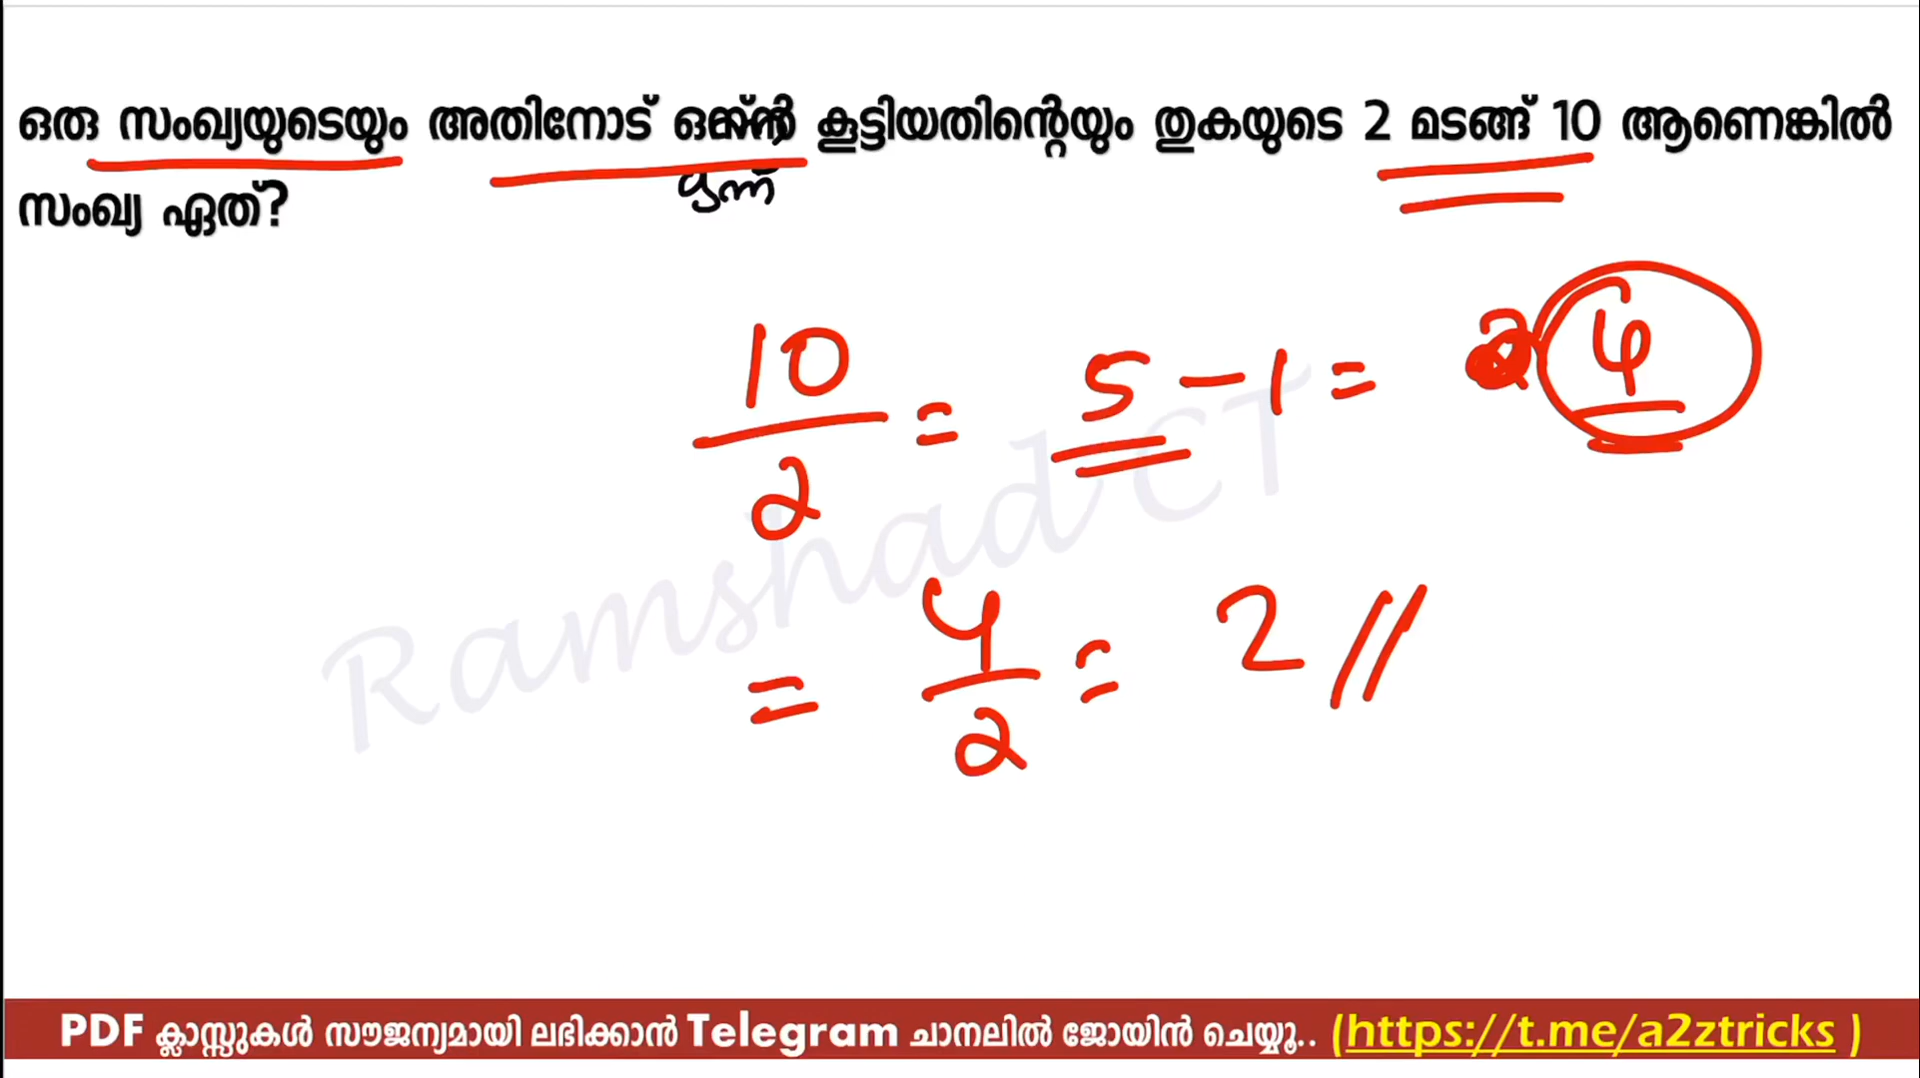 ഒരു സംഖ്യയുടെയും അതിനോട് കൂട്ടിയതിന്റെയും തുകയുടെ 2 മടങ്ങ് 10 ആണെങ്കിൽ
സംഖ്യ ഏത്?
10/2 = 5 - 1 = 4
= 4/2 = 2 //
Ramshad CT
PDF ക്ലാസ്സുകൾ സൗജന്യമായി ലഭിക്കാൻ Telegram ചാനലിൽ ജോയിൻ ചെയ്യൂ.. (https://t.me/a2ztricks )